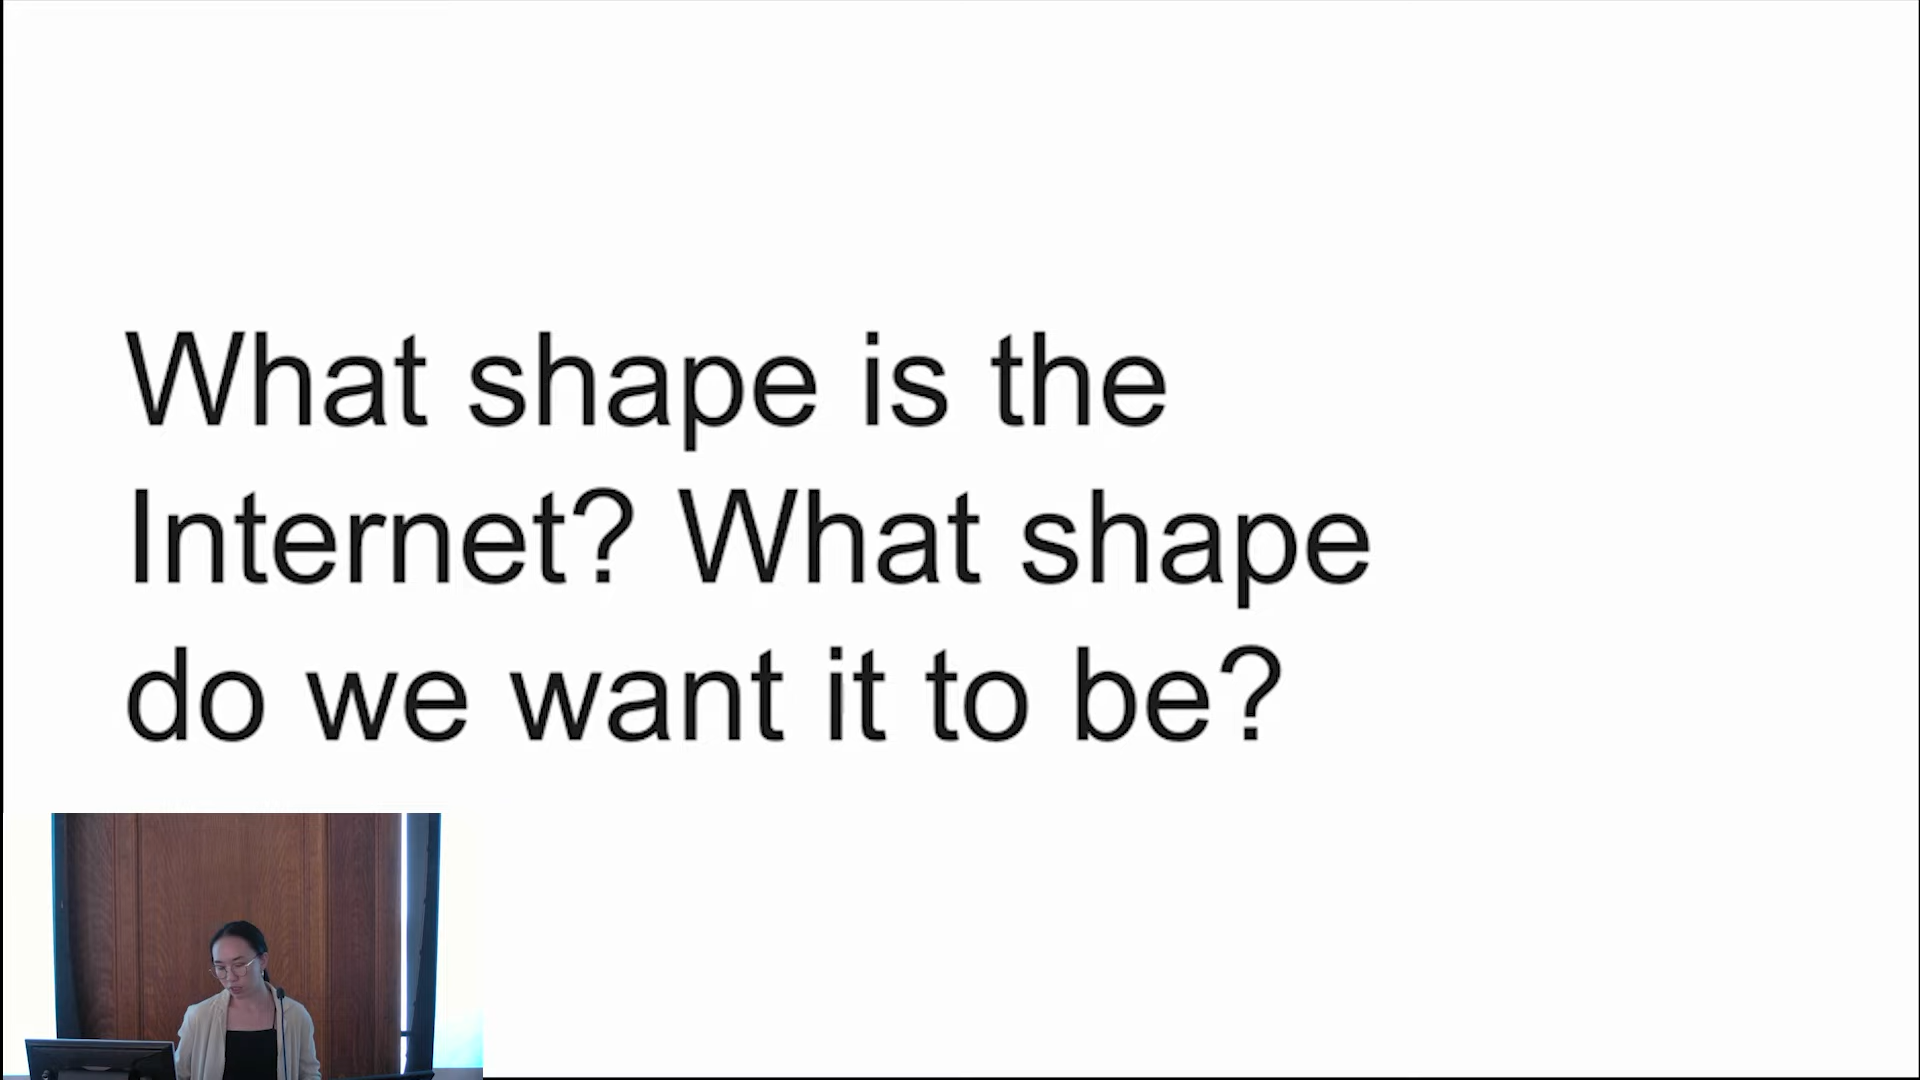 What shape is the
Internet? What shape
do we want it to be?